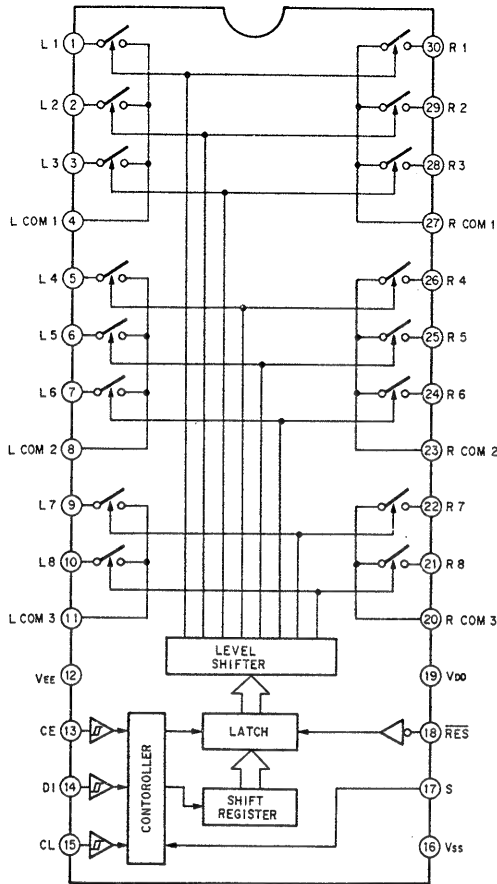 L 1 1 30 R 1
L 2 2 29 R 2
L 3 3 28 R 3
L COM 1 4 27 R COM 1
L 4 5 26 R 4
L 5 6 25 R 5
L 6 7 24 R 6
L COM 2 8 23 R COM 2
L 7 9 22 R 7
L 8 10 21 R 8
L COM 3 11 20 R COM 3
LEVEL
SHIFTER
VEE 12 19 VDD
CE 13 LATCH 18 RES
DI 14 CONTOROLLER 17 S
SHIFT
REGISTER
CL 15 16 Vss